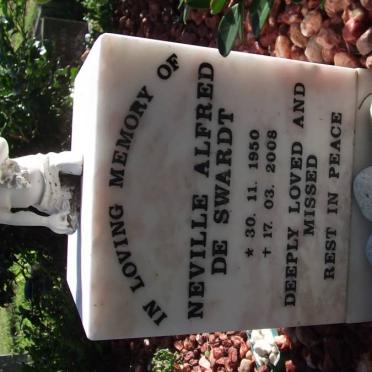 IN LOVING MEMORY OF
NEVILLE ALFRED
DE SWARDT
* 30. 11. 1950
+ 17. 03. 2008
DEEPLY LOVED AND
MISSED
REST IN PEACE